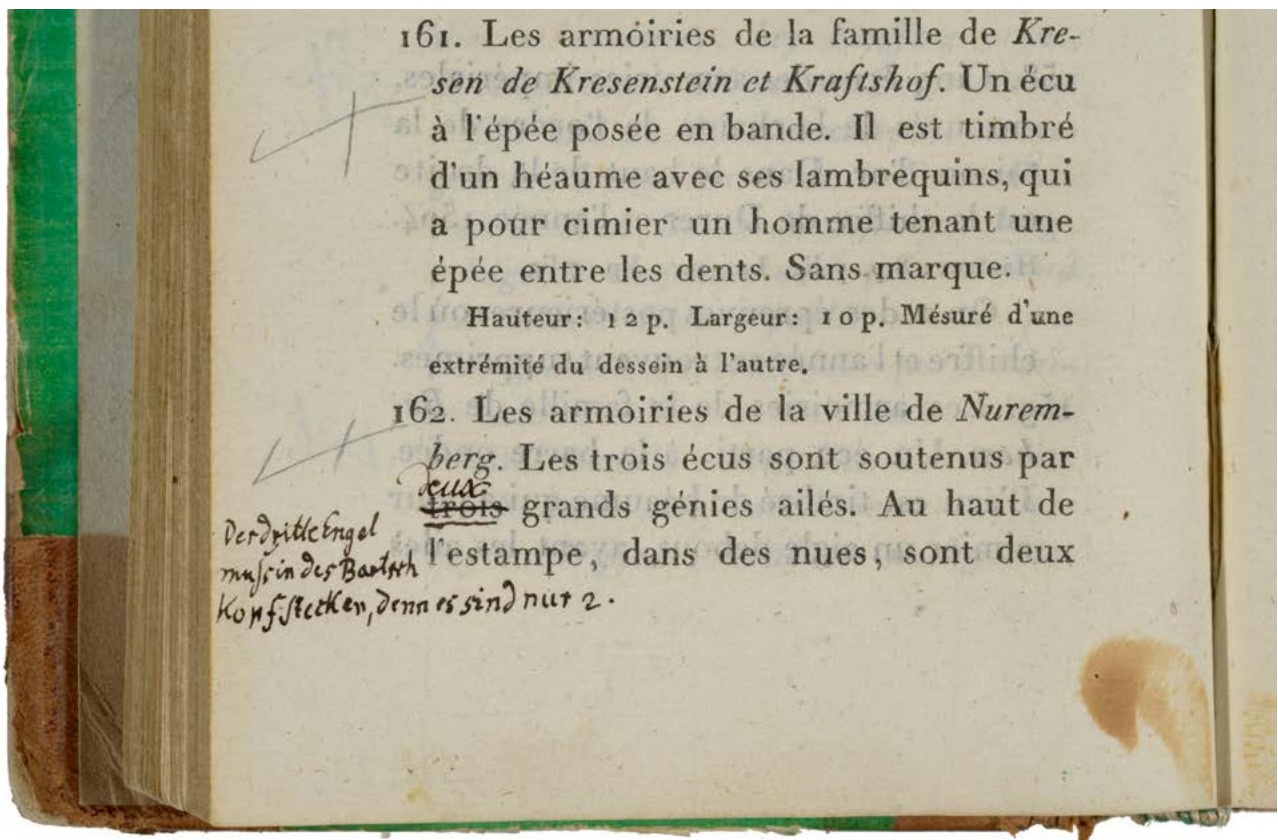 161. Les armoiries de la famille de Kre-
sen de Kresenstein et Kraftshof. Un écu
à l'épée posée en bande. Il est timbré
d'un héaume avec ses lambrequins, qui
a pour cimier un homme tenant une
épée entre les dents. Sans marque.
Hauteur: 12 p. Largeur: 10 p. Mésuré d'une
extrémité du dessein à l'autre.
162. Les armoiries de la ville de Nurem-
berg. Les trois écus sont soutenus par
deux
trois grands génies ailés. Au haut de
l'estampe, dans des nues, sont deux
Der dritte Engel
muss in des Bartsch
Kopf stecken, denn es sind nur 2.